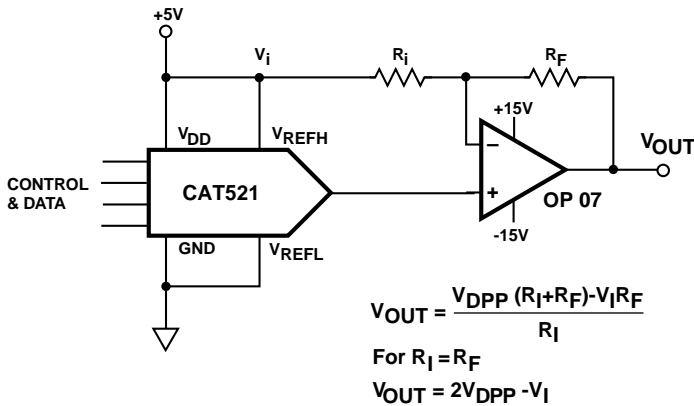 +5V
Vi
Ri
RF
+15V
VDD
VREFH
VOUT
CONTROL
& DATA
CAT521
−
+
OP 07
-15V
GND
VREFL
VOUT = VDPP (RI+RF)-VIRF
RI
For RI = RF
VOUT = 2VDPP -VI